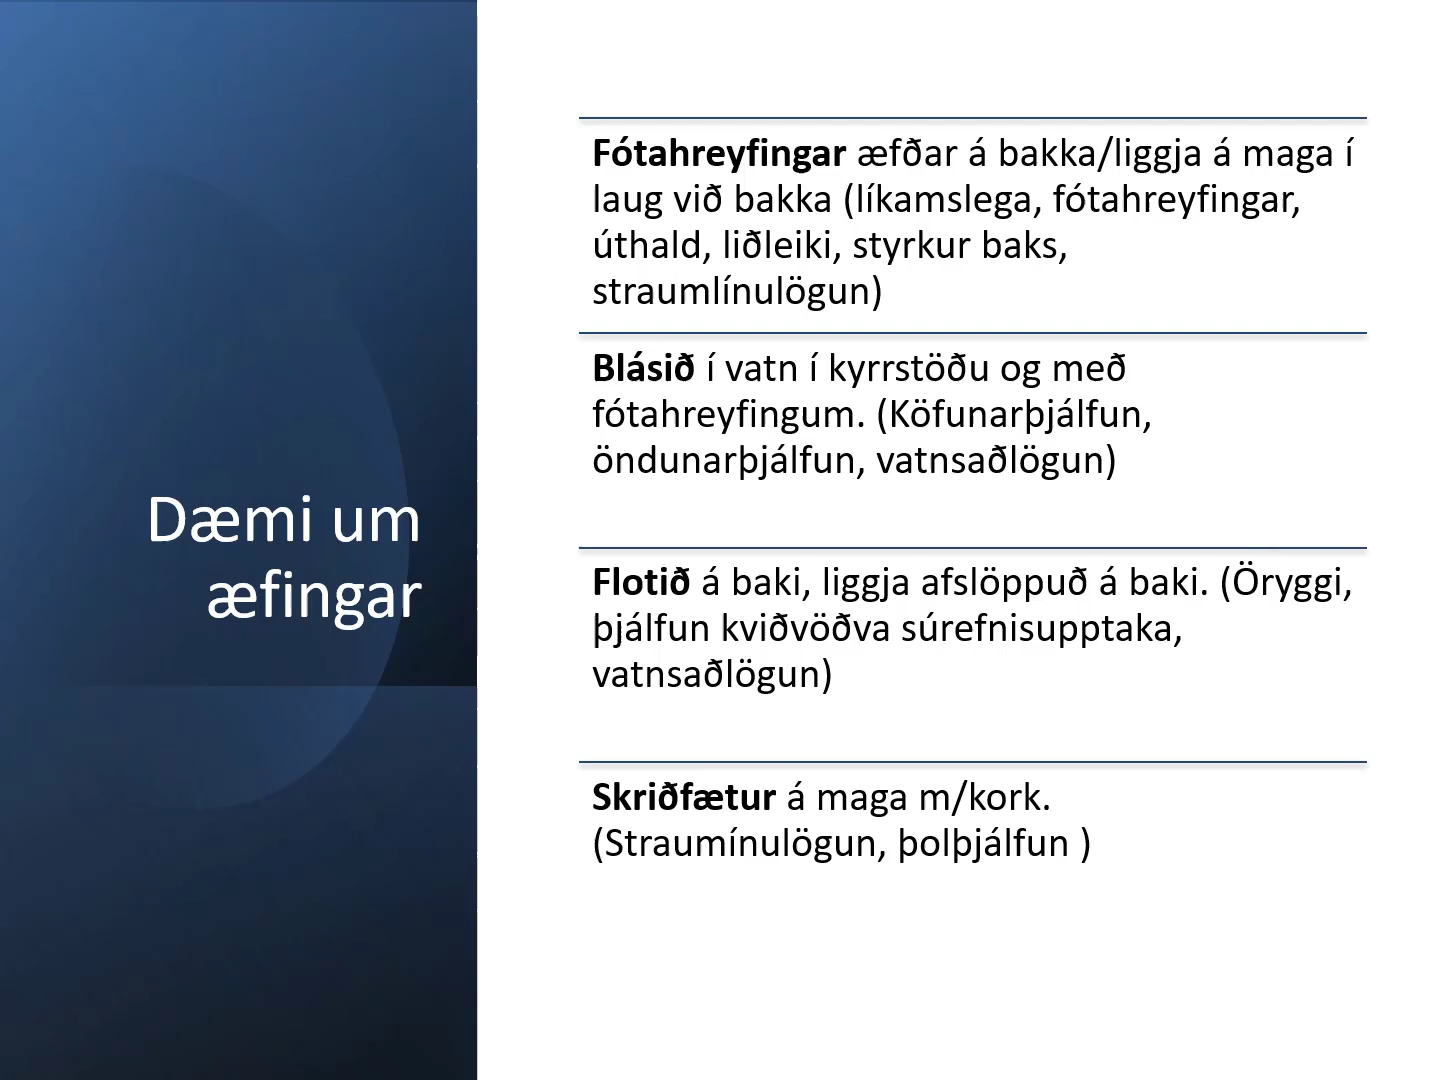 Dæmi um
æfingar
Fótahreyfingar æfðar á bakka/liggja á maga í
laug við bakka (líkamslega, fótahreyfingar,
úthald, liðleiki, styrkur baks,
straumlínulögun)
Blásið í vatn í kyrrstöðu og með
fótahreyfingum. (Köfunarþjálfun,
öndunarþjálfun, vatnsaðlögun)
Flotið á baki, liggja afslöppuð á baki. (Öryggi,
þjálfun kviðvöðva súrefnisupptaka,
vatnsaðlögun)
Skriðfætur á maga m/kork.
(Straumínulögun, þolþjálfun )